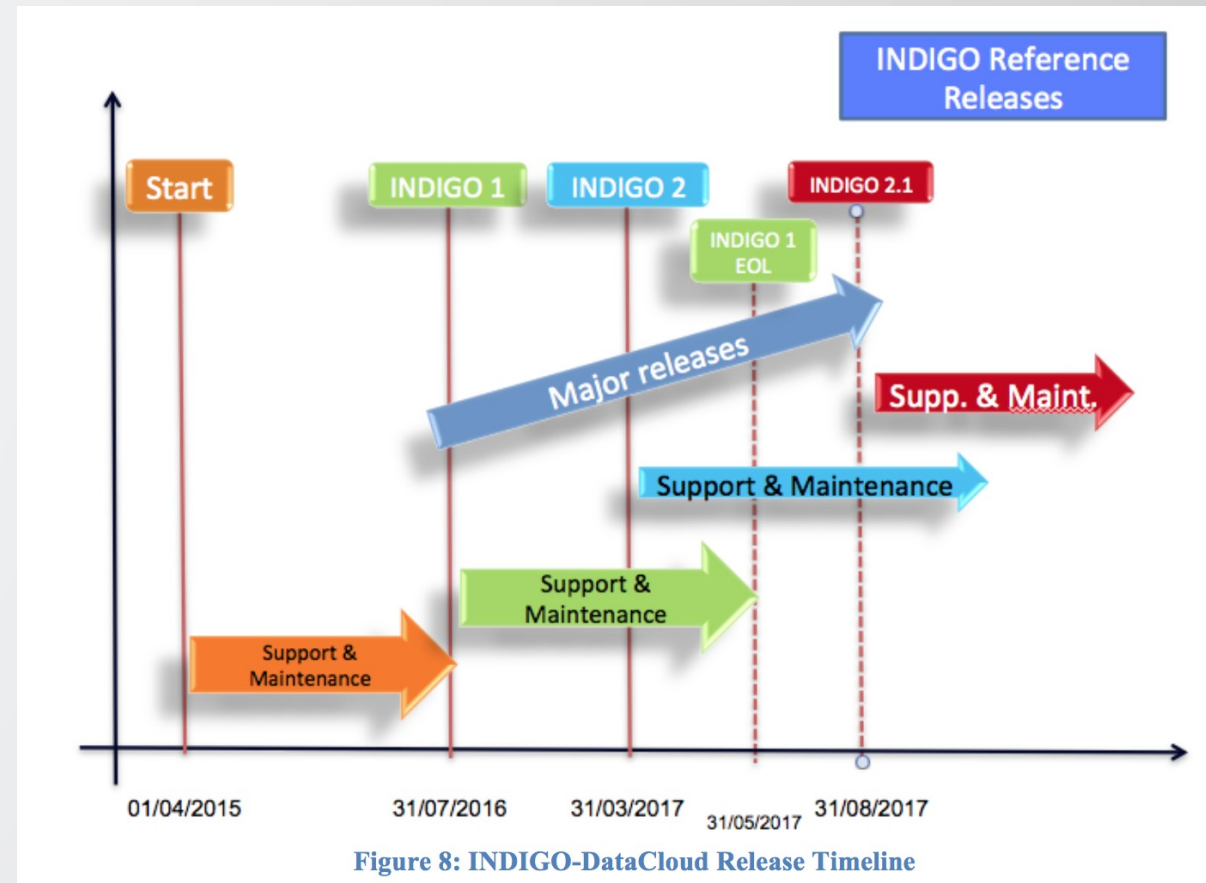 INDIGO Reference
Releases
Start
INDIGO 1
INDIGO 2
INDIGO 2.1
INDIGO 1
EOL
Major releases
Supp. & Maint.
Support & Maintenance
Support &
Maintenance
Support &
Maintenance
01/04/2015
31/07/2016
31/03/2017
31/05/2017
31/08/2017
Figure 8: INDIGO-DataCloud Release Timeline